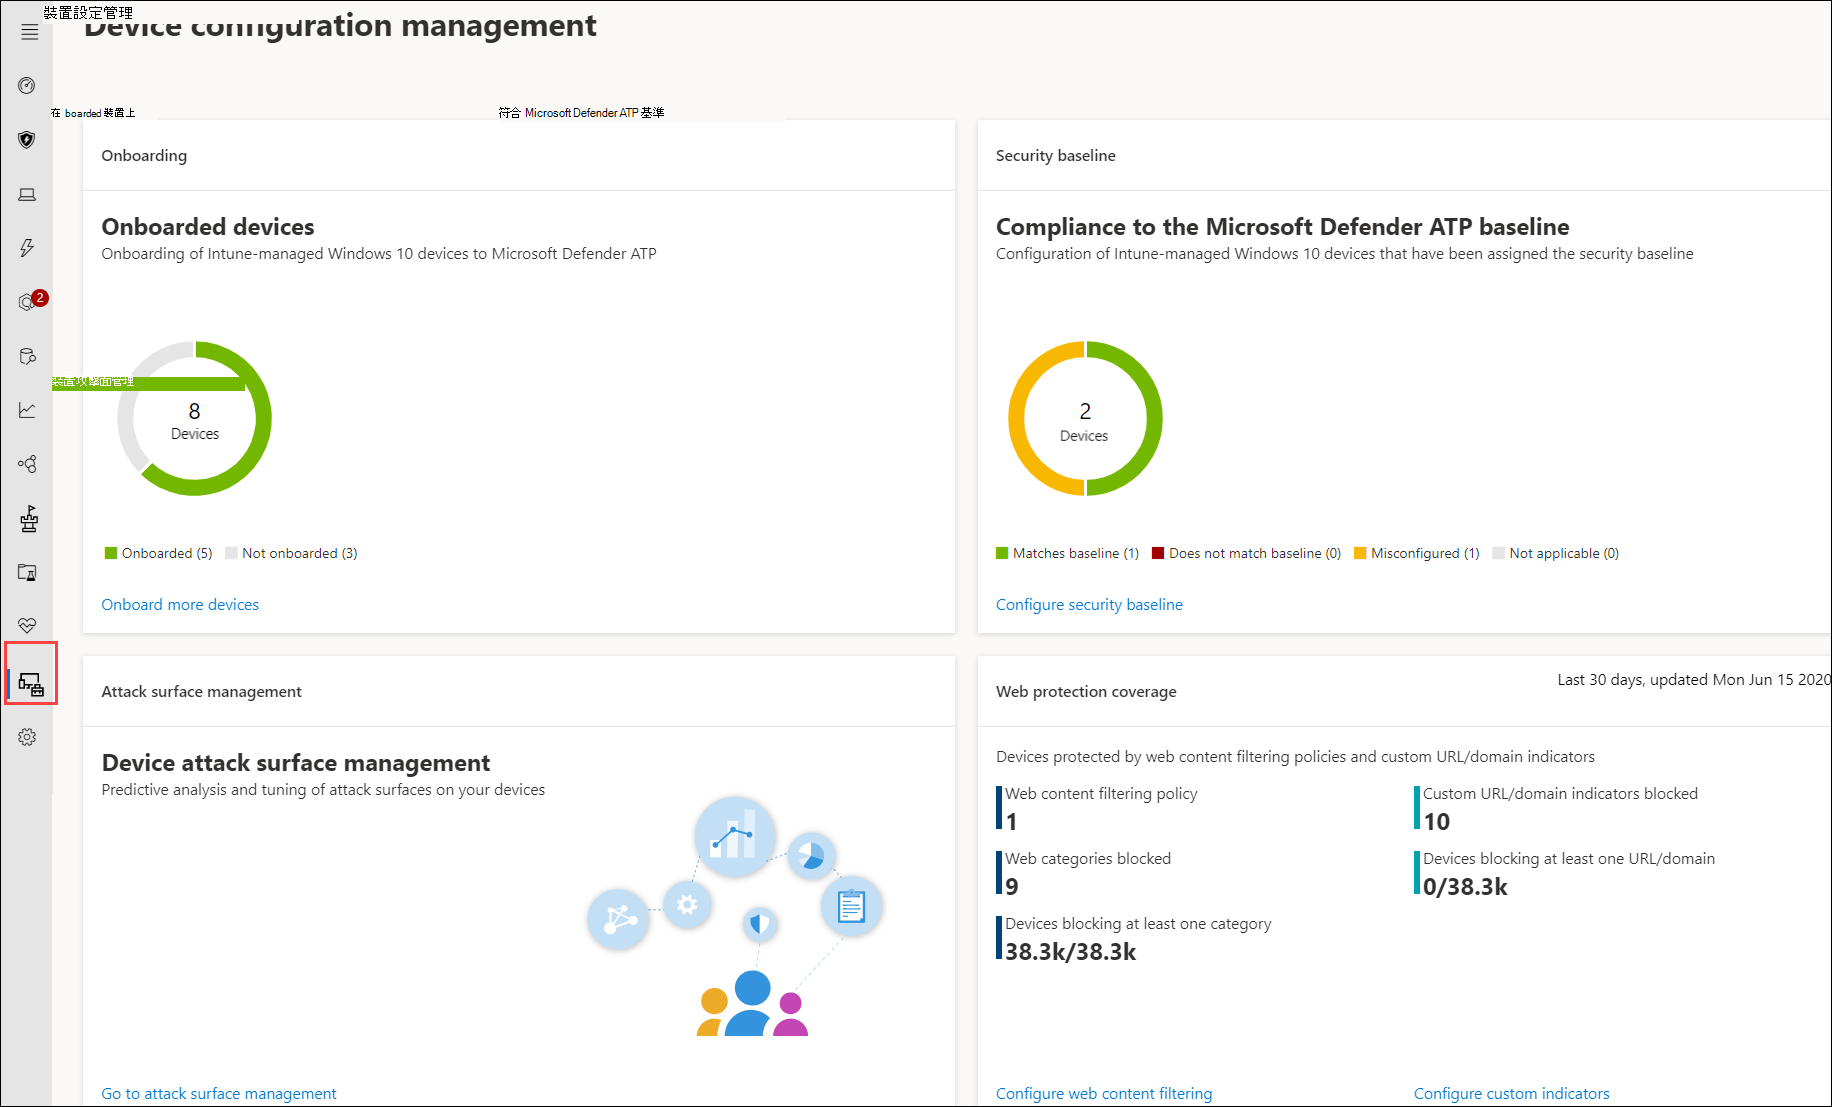 裝置設定管理
Device configuration management
在 boarded 裝置上
符合 Microsoft Defender ATP 基準
Onboarding
Security baseline
Onboarded devices
Onboarding of Intune-managed Windows 10 devices to Microsoft Defender ATP
Compliance to the Microsoft Defender ATP baseline
Configuration of Intune-managed Windows 10 devices that have been assigned the security baseline
2
裝置攻擊面管理
8
Devices
2
Devices
Onboarded (5)
Not onboarded (3)
Matches baseline (1)
Does not match baseline (0)
Misconfigured (1)
Not applicable (0)
Onboard more devices
Configure security baseline
Attack surface management
Web protection coverage
Last 30 days, updated Mon Jun 15 2020
Device attack surface management
Predictive analysis and tuning of attack surfaces on your devices
Devices protected by web content filtering policies and custom URL/domain indicators
Web content filtering policy
1
Custom URL/domain indicators blocked
10
Web categories blocked
9
Devices blocking at least one URL/domain
0/38.3k
Devices blocking at least one category
38.3k/38.3k
Go to attack surface management
Configure web content filtering
Configure custom indicators